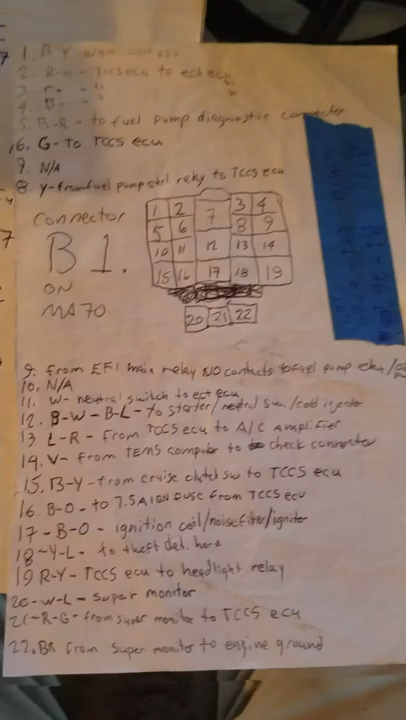 1. B-Y
2. R-W - TCCS ecu to ect ecu
3
4. B-
5. B-R - to fuel pump diagnostic connector
6. G- To TCCS ecu
7. N/A
8. Y-from fuel pump ctrl. relay to TCCS ecu
Connector
B1.
ON
MA70
1 2 7 3 4
5 6 8 9
10 11 12 13 14
15 16 17 18 19
20 21 22
9. from EFI main relay NO contacts to fuel pump
10. N/A
11. W- neutral switch to ect ecu
12. B-W - B-L - to starter/neutral sw./cold injector
13 L-R - from TCCS ecu to A/C Amplifier
14. V- from TEMS computer to check connector
15. B-Y- from cruise clutch sw to TCCS ecu
16. B-O- to 7.5A IGN fuse from TCCS ecu
17 - B-O - ignition coil/noise filter/igniter
18 - Y-L - to theft det. horn
19 R-Y- TCCS ecu to headlight relay
20-W-L- super monitor
21- R-G- from super monitor to TCCS ecu
22. BR from super monitor to engine ground